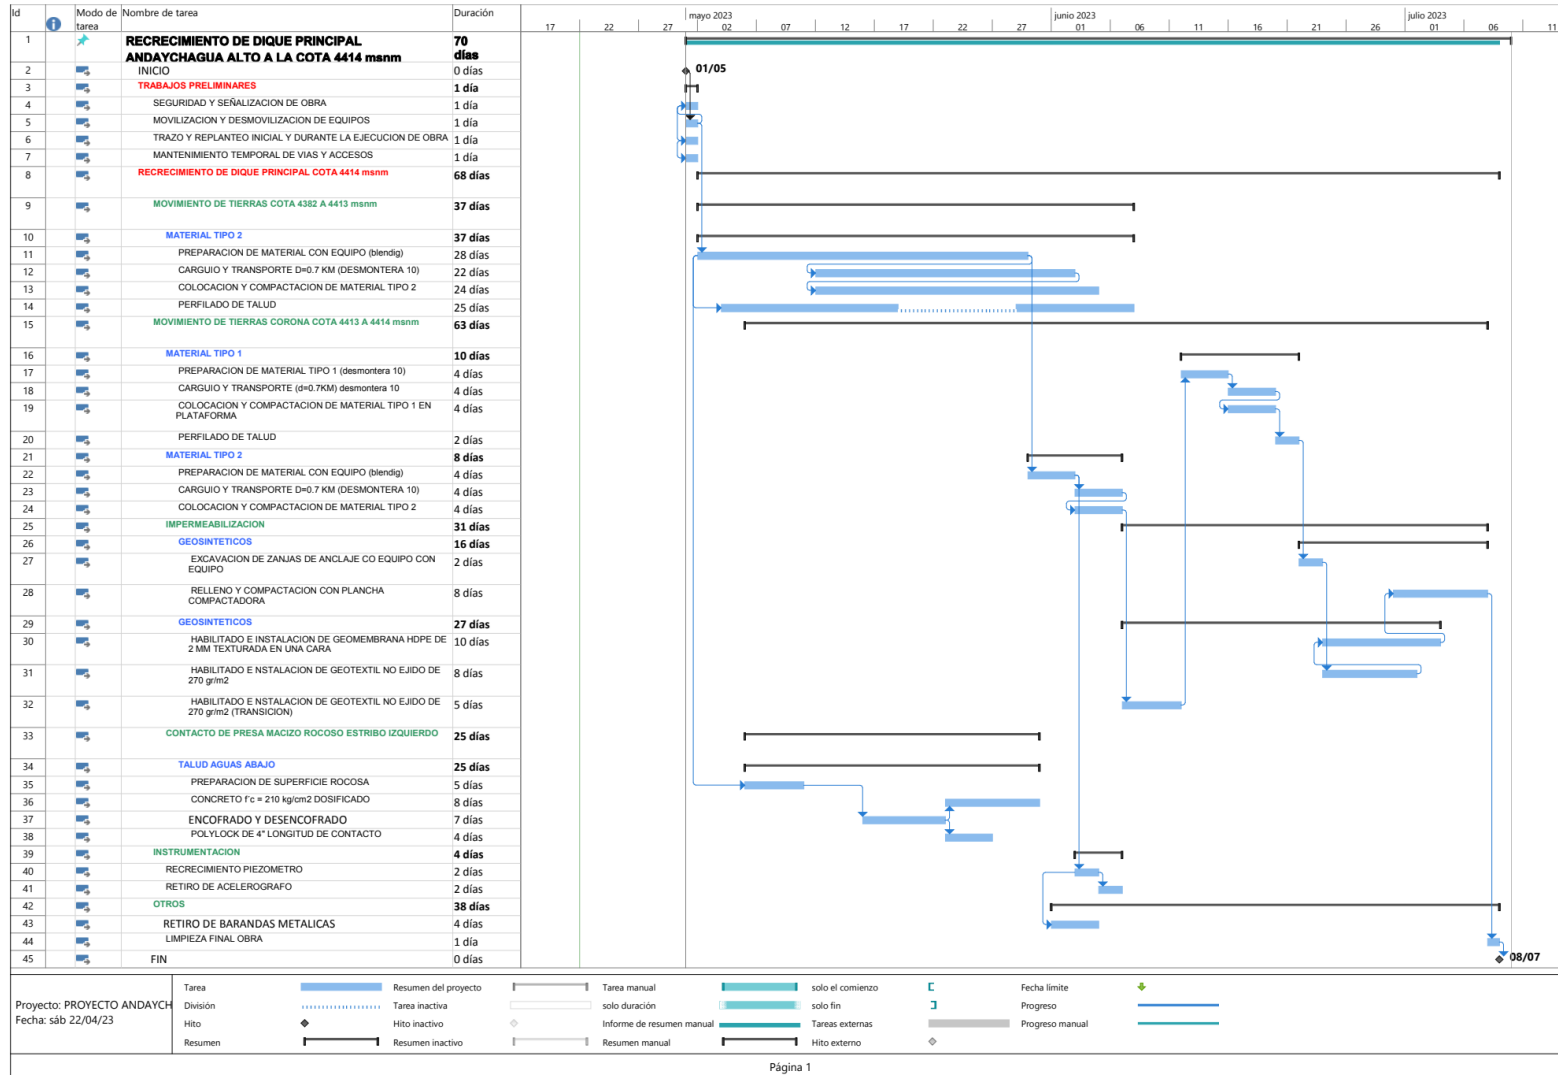 Id Modo de tarea Nombre de tarea Duración
mayo 2023 junio 2023 julio 2023
17 22 27 02 07 12 17 22 27 01 06 11 16 21 26 01 06 11
1 RECRECIMIENTO DE DIQUE PRINCIPAL 70
ANDAYCHAGUA ALTO A LA COTA 4414 msnm días
2 INICIO 0 días 01/05
3 TRABAJOS PRELIMINARES 1 día
4 SEGURIDAD Y SEÑALIZACION DE OBRA 1 día
5 MOVILIZACION Y DESMOVILIZACION DE EQUIPOS 1 día
6 TRAZO Y REPLANTEO INICIAL Y DURANTE LA EJECUCION DE OBRA 1 día
7 MANTENIMIENTO TEMPORAL DE VIAS Y ACCESOS 1 día
8 RECRECIMIENTO DE DIQUE PRINCIPAL COTA 4414 msnm 68 días
9 MOVIMIENTO DE TIERRAS COTA 4382 A 4413 msnm 37 días
10 MATERIAL TIPO 2 37 días
11 PREPARACION DE MATERIAL CON EQUIPO (blendig) 28 días
12 CARGUIO Y TRANSPORTE D=0.7 KM (DESMONTERA 10) 22 días
13 COLOCACION Y COMPACTACION DE MATERIAL TIPO 2 24 días
14 PERFILADO DE TALUD 25 días
15 MOVIMIENTO DE TIERRAS CORONA COTA 4413 A 4414 msnm 63 días
16 MATERIAL TIPO 1 10 días
17 PREPARACION DE MATERIAL TIPO 1 (desmontera 10) 4 días
18 CARGUIO Y TRANSPORTE (d=0.7KM) desmontera 10 4 días
19 COLOCACION Y COMPACTACION DE MATERIAL TIPO 1 EN 4 días
PLATAFORMA
20 PERFILADO DE TALUD 2 días
21 MATERIAL TIPO 2 8 días
22 PREPARACION DE MATERIAL CON EQUIPO (blendig) 4 días
23 CARGUIO Y TRANSPORTE D=0.7 KM (DESMONTERA 10) 4 días
24 COLOCACION Y COMPACTACION DE MATERIAL TIPO 2 4 días
25 IMPERMEABILIZACION 31 días
26 GEOSINTETICOS 16 días
27 EXCAVACION DE ZANJAS DE ANCLAJE CO EQUIPO CON 2 días
EQUIPO
28 RELLENO Y COMPACTACION CON PLANCHA 8 días
COMPACTADORA
29 GEOSINTETICOS 27 días
30 HABILITADO E INSTALACION DE GEOMEMBRANA HDPE DE 10 días
2 MM TEXTURADA EN UNA CARA
31 HABILITADO E NSTALACION DE GEOTEXTIL NO EJIDO DE 8 días
270 gr/m2
32 HABILITADO E NSTALACION DE GEOTEXTIL NO EJIDO DE 5 días
270 gr/m2 (TRANSICION)
33 CONTACTO DE PRESA MACIZO ROCOSO ESTRIBO IZQUIERDO 25 días
34 TALUD AGUAS ABAJO 25 días
35 PREPARACION DE SUPERFICIE ROCOSA 5 días
36 CONCRETO f'c = 210 kg/cm2 DOSIFICADO 8 días
37 ENCOFRADO Y DESENCOFRADO 7 días
38 POLYLOCK DE 4" LONGITUD DE CONTACTO 4 días
39 INSTRUMENTACION 4 días
40 RECRECIMIENTO PIEZOMETRO 2 días
41 RETIRO DE ACELEROGRAFO 2 días
42 OTROS 38 días
43 RETIRO DE BARANDAS METALICAS 4 días
44 LIMPIEZA FINAL OBRA 1 día
45 FIN 0 días 08/07
Proyecto: PROYECTO ANDAYCH
Fecha: sáb 22/04/23
Tarea Resumen del proyecto Tarea manual solo el comienzo Fecha límite
División Tarea inactiva solo duración solo fin Progreso
Hito Hito inactivo Informe de resumen manual Tareas externas Progreso manual
Resumen Resumen inactivo Resumen manual Hito externo
Página 1